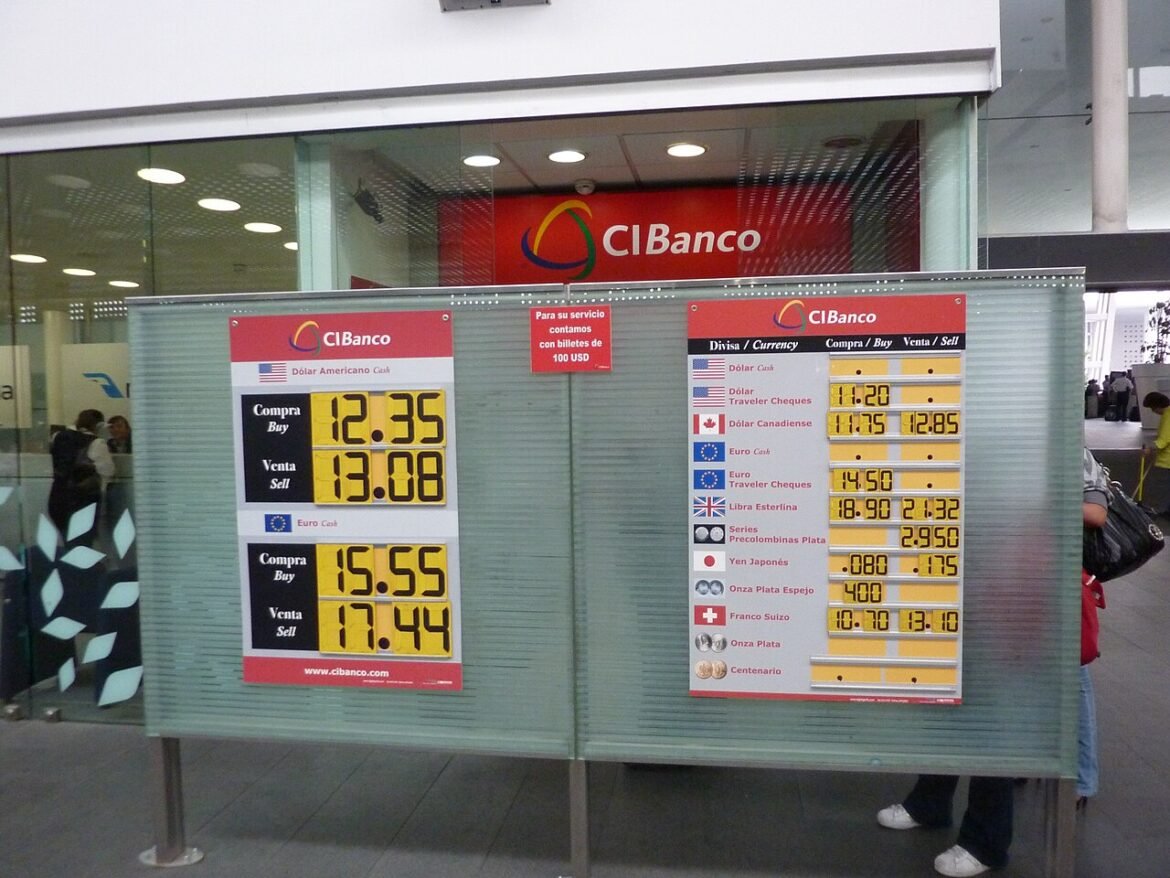 CIBanco
CIBanco
Dólar Americano Cash
Compra
Buy
12.35
Venta
Sell
13.08
Euro Cash
Compra
Buy
15.55
Venta
Sell
17.44
www.cibanco.com
Para su servicio
contamos
con billetes de
100 USD
CIBanco
Divisa / Currency Compra / Buy Venta / Sell
Dólar Cash . .
Dólar
Traveler Cheques 11.20 .
Dólar Canadiense 11.75 12.85
Euro Cash . .
Euro
Traveler Cheques 14.50 .
Libra Esterlina 18.90 21.32
Series
Precolombinas Plata 2.950
Yen Japonés .080 .175
Onza Plata Espejo 400
Franco Suizo 10.70 13.10
Onza Plata
Centenario . .